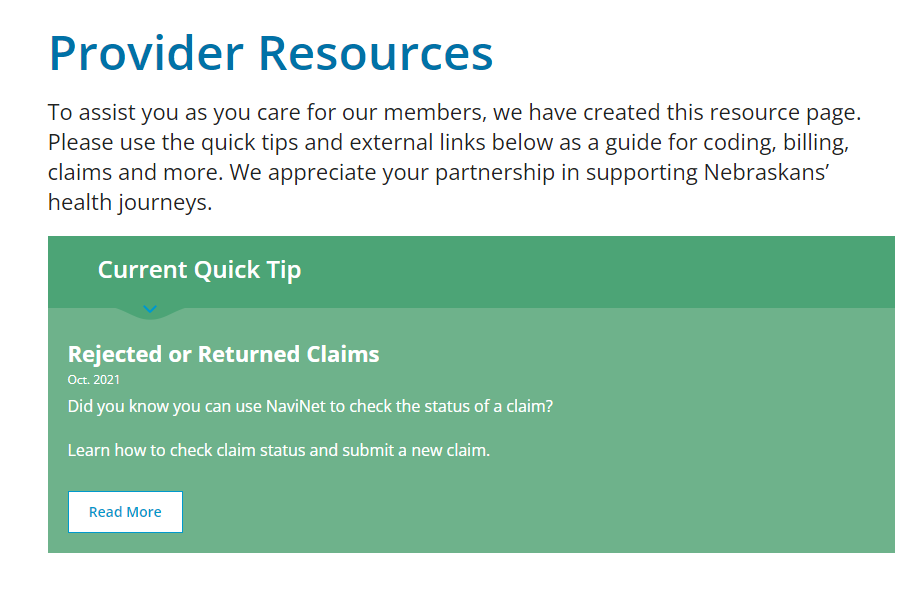 Provider Resources
To assist you as you care for our members, we have created this resource page.
Please use the quick tips and external links below as a guide for coding, billing,
claims and more. We appreciate your partnership in supporting Nebraskans’
health journeys.
Current Quick Tip
Rejected or Returned Claims
Oct. 2021
Did you know you can use NaviNet to check the status of a claim?
Learn how to check claim status and submit a new claim.
Read More